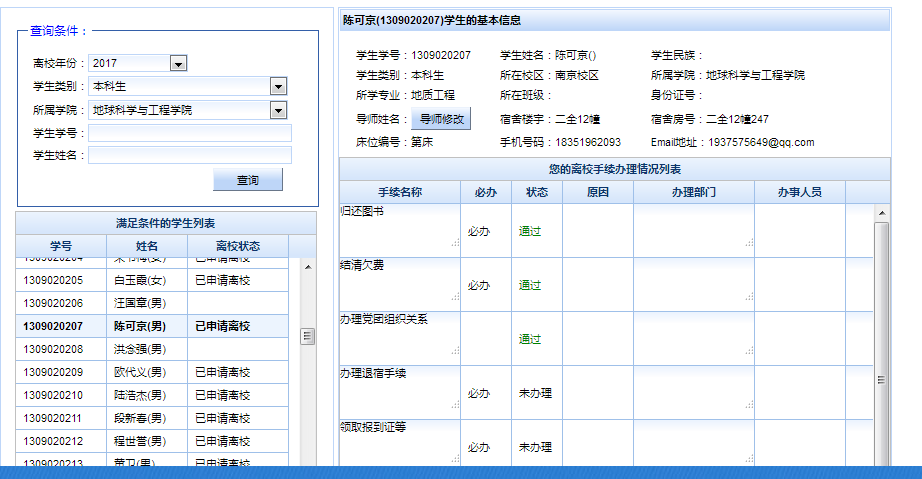 查询条件：
离校年份：2017
学生类别：本科生
所属学院：地球科学与工程学院
学生学号：
学生姓名：
查询
满足条件的学生列表
学号 姓名 离校状态
1309020204 已申请离校
1309020205 白玉霞(女) 已申请离校
1309020206 汪国章(男)
1309020207 陈可京(男) 已申请离校
1309020208 洪念强(男)
1309020209 欧代义(男) 已申请离校
1309020210 陆浩杰(男) 已申请离校
1309020211 段新春(男) 已申请离校
1309020212 程世誉(男) 已申请离校
1309020213 已申请离校
陈可京(1309020207)学生的基本信息
学生学号：1309020207 学生姓名：陈可京() 学生民族：
学生类别：本科生 所在校区：南京校区 所属学院：地球科学与工程学院
所学专业：地质工程 所在班级： 身份证号：
导师姓名： 导师修改 宿舍楼宇：二全12幢 宿舍房号：二全12幢247
床位编号：第床 手机号码：18351962093 Email地址：1937575649@qq.com
您的离校手续办理情况列表
手续名称 必办 状态 原因 办理部门 办事人员
归还图书 必办 通过
结清欠费 必办 通过
办理党团组织关系 通过
办理退宿手续 必办 未办理
领取报到证等 必办 未办理